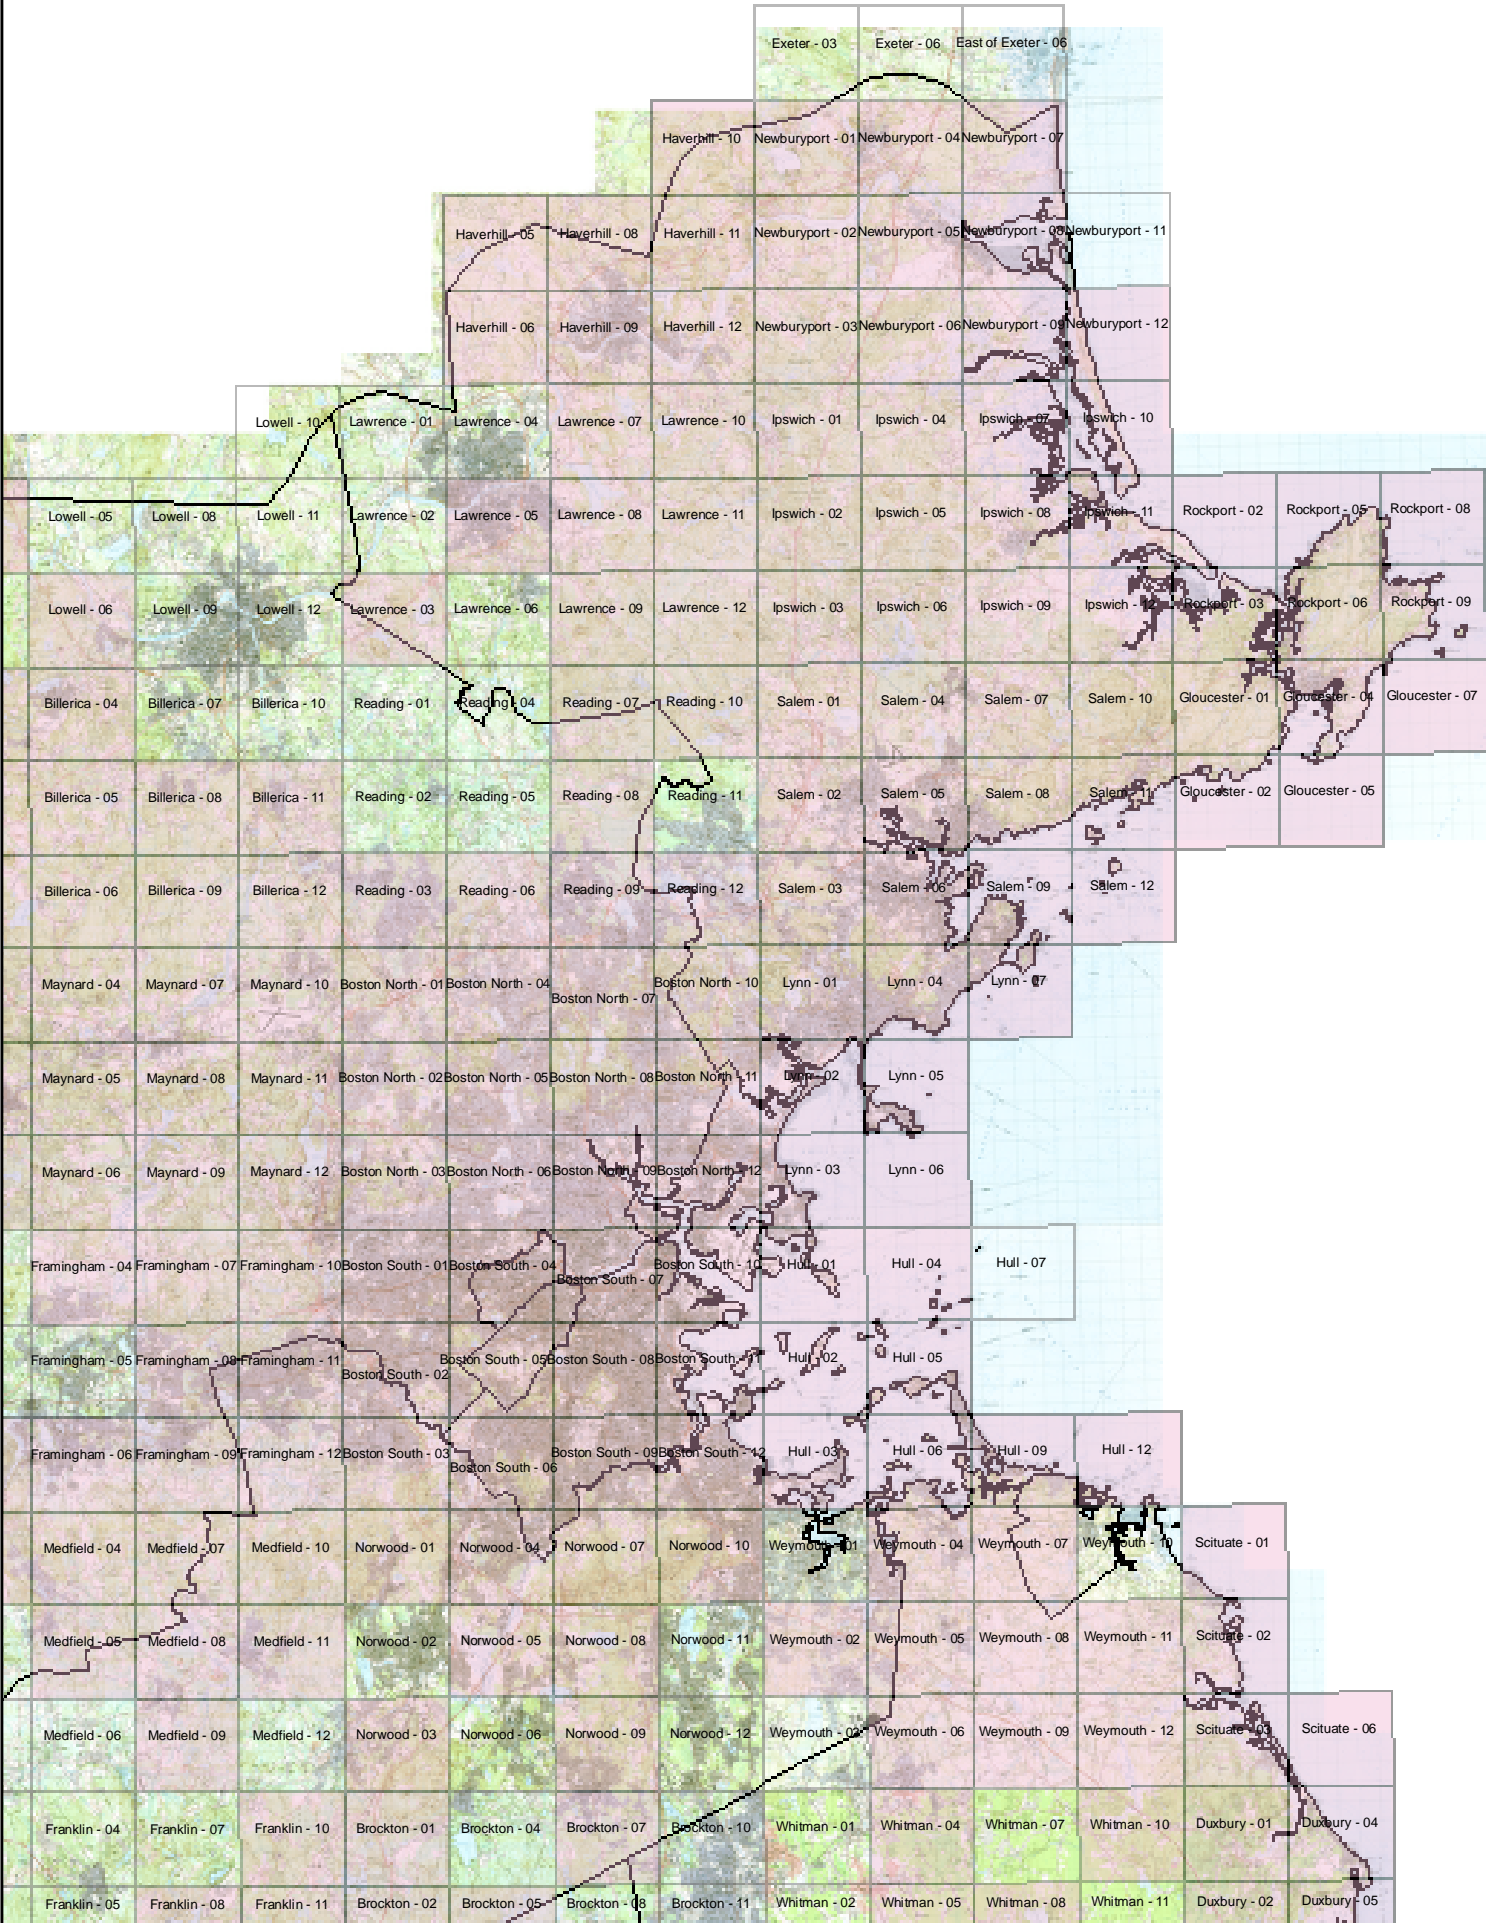 Exeter - 03 Exeter - 06 East of Exeter - 06
Haverhill - 10 Newburyport - 01 Newburyport - 04 Newburyport - 07
Haverhill - 05 Haverhill - 08 Haverhill - 11 Newburyport - 02 Newburyport - 05 Newburyport - 08 Newburyport - 11
Haverhill - 06 Haverhill - 09 Haverhill - 12 Newburyport - 03 Newburyport - 06 Newburyport - 09 Newburyport - 12
Lowell - 10 Lawrence - 01 Lawrence - 04 Lawrence - 07 Lawrence - 10 Ipswich - 01 Ipswich - 04 Ipswich - 07 Ipswich - 10
Lowell - 05 Lowell - 08 Lowell - 11 Lawrence - 02 Lawrence - 05 Lawrence - 08 Lawrence - 11 Ipswich - 02 Ipswich - 05 Ipswich - 08 Ipswich - 11 Rockport - 02 Rockport - 05 Rockport - 08
Lowell - 06 Lowell - 09 Lowell - 12 Lawrence - 03 Lawrence - 06 Lawrence - 09 Lawrence - 12 Ipswich - 03 Ipswich - 06 Ipswich - 09 Ipswich - 12 Rockport - 03 Rockport - 06 Rockport - 09
Billerica - 04 Billerica - 07 Billerica - 10 Reading - 01 Reading - 04 Reading - 07 Reading - 10 Salem - 01 Salem - 04 Salem - 07 Salem - 10 Gloucester - 01 Gloucester - 04 Gloucester - 07
Billerica - 05 Billerica - 08 Billerica - 11 Reading - 02 Reading - 05 Reading - 08 Reading - 11 Salem - 02 Salem - 05 Salem - 08 Salem - 11 Gloucester - 02 Gloucester - 05
Billerica - 06 Billerica - 09 Billerica - 12 Reading - 03 Reading - 06 Reading - 09 Reading - 12 Salem - 03 Salem - 06 Salem - 09 Salem - 12
Maynard - 04 Maynard - 07 Maynard - 10 Boston North - 01 Boston North - 04 Boston North - 07 Boston North - 10 Lynn - 01 Lynn - 04 Lynn - 07
Maynard - 05 Maynard - 08 Maynard - 11 Boston North - 02 Boston North - 05 Boston North - 08 Boston North - 11 Lynn - 02 Lynn - 05
Maynard - 06 Maynard - 09 Maynard - 12 Boston North - 03 Boston North - 06 Boston North - 09 Boston North - 12 Lynn - 03 Lynn - 06
Framingham - 04 Framingham - 07 Framingham - 10 Boston South - 01 Boston South - 04 Boston South - 07 Boston South - 10 Hull - 01 Hull - 04 Hull - 07
Framingham - 05 Framingham - 08 Framingham - 11 Boston South - 02 Boston South - 05 Boston South - 08 Boston South - 11 Hull - 02 Hull - 05
Framingham - 06 Framingham - 09 Framingham - 12 Boston South - 03 Boston South - 06 Boston South - 09 Boston South - 12 Hull - 03 Hull - 06 Hull - 09 Hull - 12
Medfield - 04 Medfield - 07 Medfield - 10 Norwood - 01 Norwood - 04 Norwood - 07 Norwood - 10 Weymouth - 01 Weymouth - 04 Weymouth - 07 Weymouth - 10 Scituate - 01
Medfield - 05 Medfield - 08 Medfield - 11 Norwood - 02 Norwood - 05 Norwood - 08 Norwood - 11 Weymouth - 02 Weymouth - 05 Weymouth - 08 Weymouth - 11 Scituate - 02
Medfield - 06 Medfield - 09 Medfield - 12 Norwood - 03 Norwood - 06 Norwood - 09 Norwood - 12 Weymouth - 03 Weymouth - 06 Weymouth - 09 Weymouth - 12 Scituate - 03 Scituate - 06
Franklin - 04 Franklin - 07 Franklin - 10 Brockton - 01 Brockton - 04 Brockton - 07 Brockton - 10 Whitman - 01 Whitman - 04 Whitman - 07 Whitman - 10 Duxbury - 01 Duxbury - 04
Franklin - 05 Franklin - 08 Franklin - 11 Brockton - 02 Brockton - 05 Brockton - 08 Brockton - 11 Whitman - 02 Whitman - 05 Whitman - 08 Whitman - 11 Duxbury - 02 Duxbury - 05